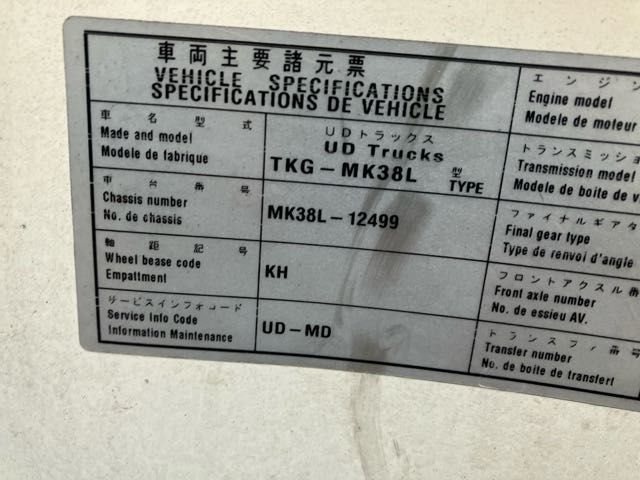 車両主要諸元票
VEHICLE SPECIFICATIONS
SPECIFICATIONS DE VEHICLE
車名型式
Made and model
Modele de fabrique
UDトラックス
UD Trucks
TKG-MK38L 型 TYPE
車台番号
Chassis number
No. de chassis
MK38L-12499
軸距記号
Wheel bease code
Empattment
KH
サービスインフォコード
Service Info Code
Information Maintenance
UD-MD
エンジン
Engine model
Modele de moteur
トランスミッショ
Transmission model
Modele de boite de v
ファイナルギアタ
Final gear type
Type de renvoi d'angle
フロントアクスル番
Front axle number
No. de essieu AV.
トランスファ番号
Transfer number
No. de boite de transfert